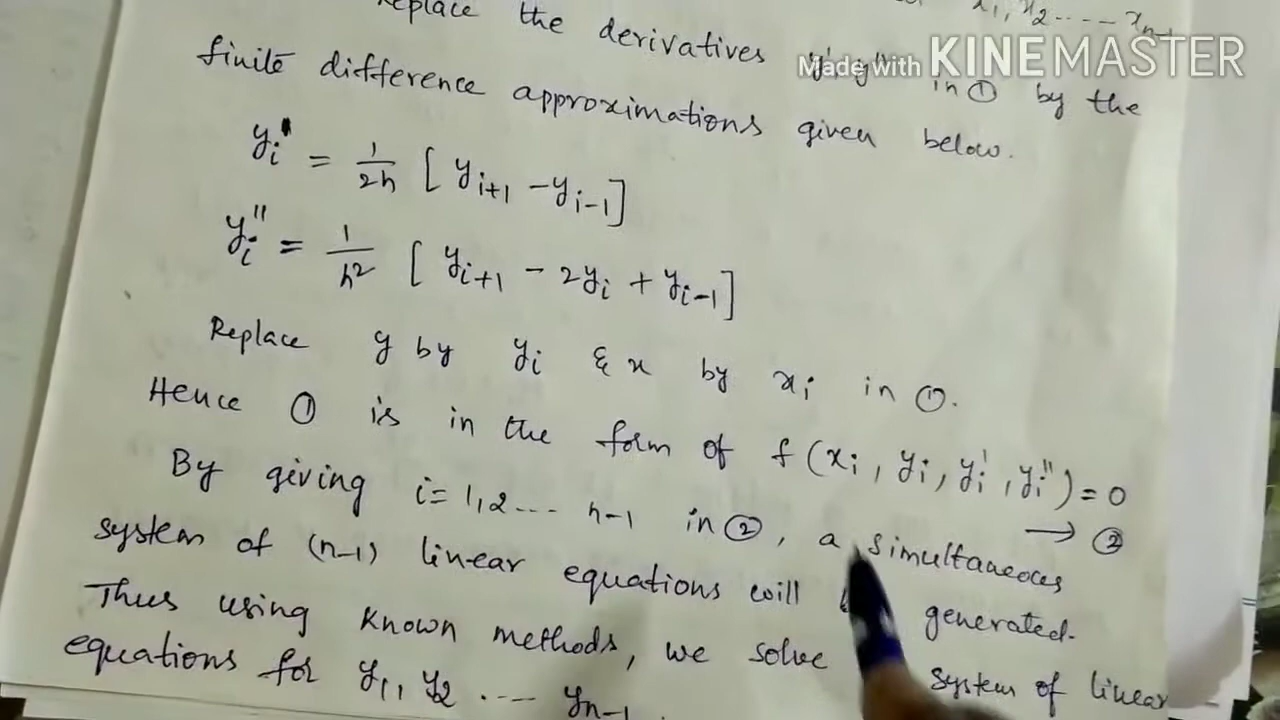 x1, x2 ---- xn-1
Replace the derivatives y', y'' in ① by the
Made with KINEMASTER
finite difference approximations given below.
yi' = 1/2h [yi+1 - yi-1]
yi'' = 1/h² [yi+1 - 2yi + yi-1]
Replace y by yi & x by xi in ①.
Hence ① is in the form of f(xi, yi, yi', yi'') = 0
→ ②
By giving i = 1, 2 ---- n-1 in ②, a simultaneous
system of (n-1) linear equations will generated.
Thus using known methods, we solve system of linear
equations for y1, y2 ---- yn-1.